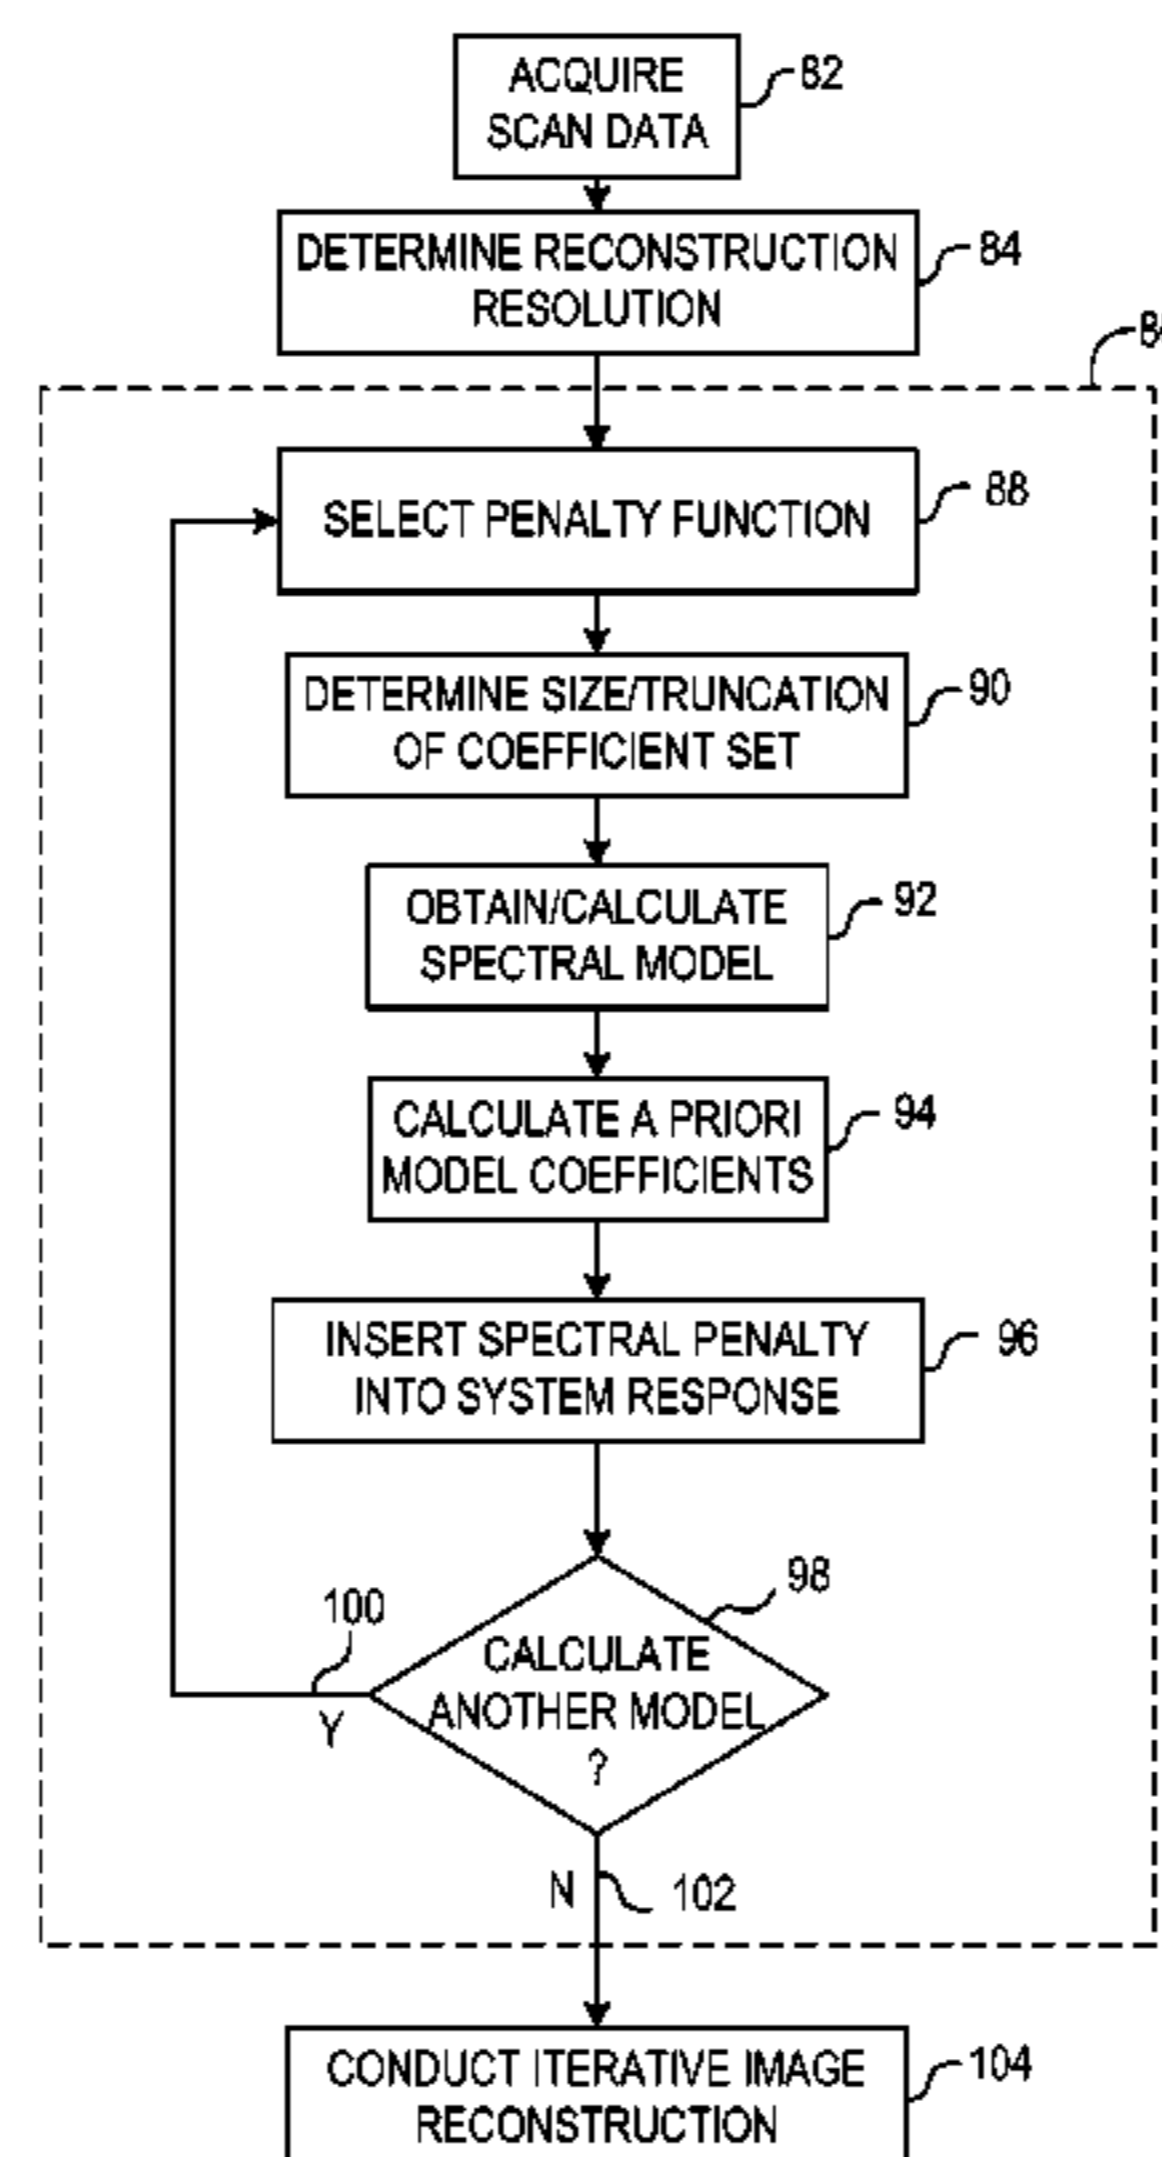 ACQUIRE
SCAN DATA
82
DETERMINE RECONSTRUCTION
RESOLUTION
84
SELECT PENALTY FUNCTION
88
DETERMINE SIZE/TRUNCATION
OF COEFFICIENT SET
90
OBTAIN/CALCULATE
SPECTRAL MODEL
92
CALCULATE A PRIORI
MODEL COEFFICIENTS
94
INSERT SPECTRAL PENALTY
INTO SYSTEM RESPONSE
96
98
100
CALCULATE
ANOTHER MODEL
?
Y
N
102
CONDUCT ITERATIVE IMAGE
RECONSTRUCTION
104